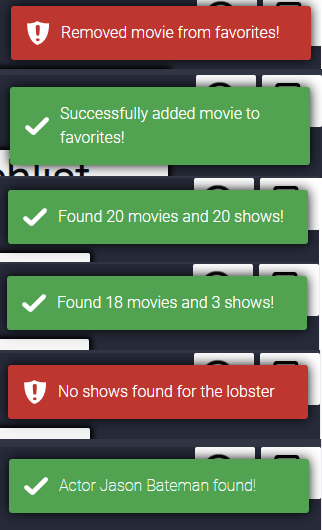 Removed movie from favorites!
Successfully added movie to
favorites!
Found 20 movies and 20 shows!
Found 18 movies and 3 shows!
No shows found for the lobster
Actor Jason Bateman found!